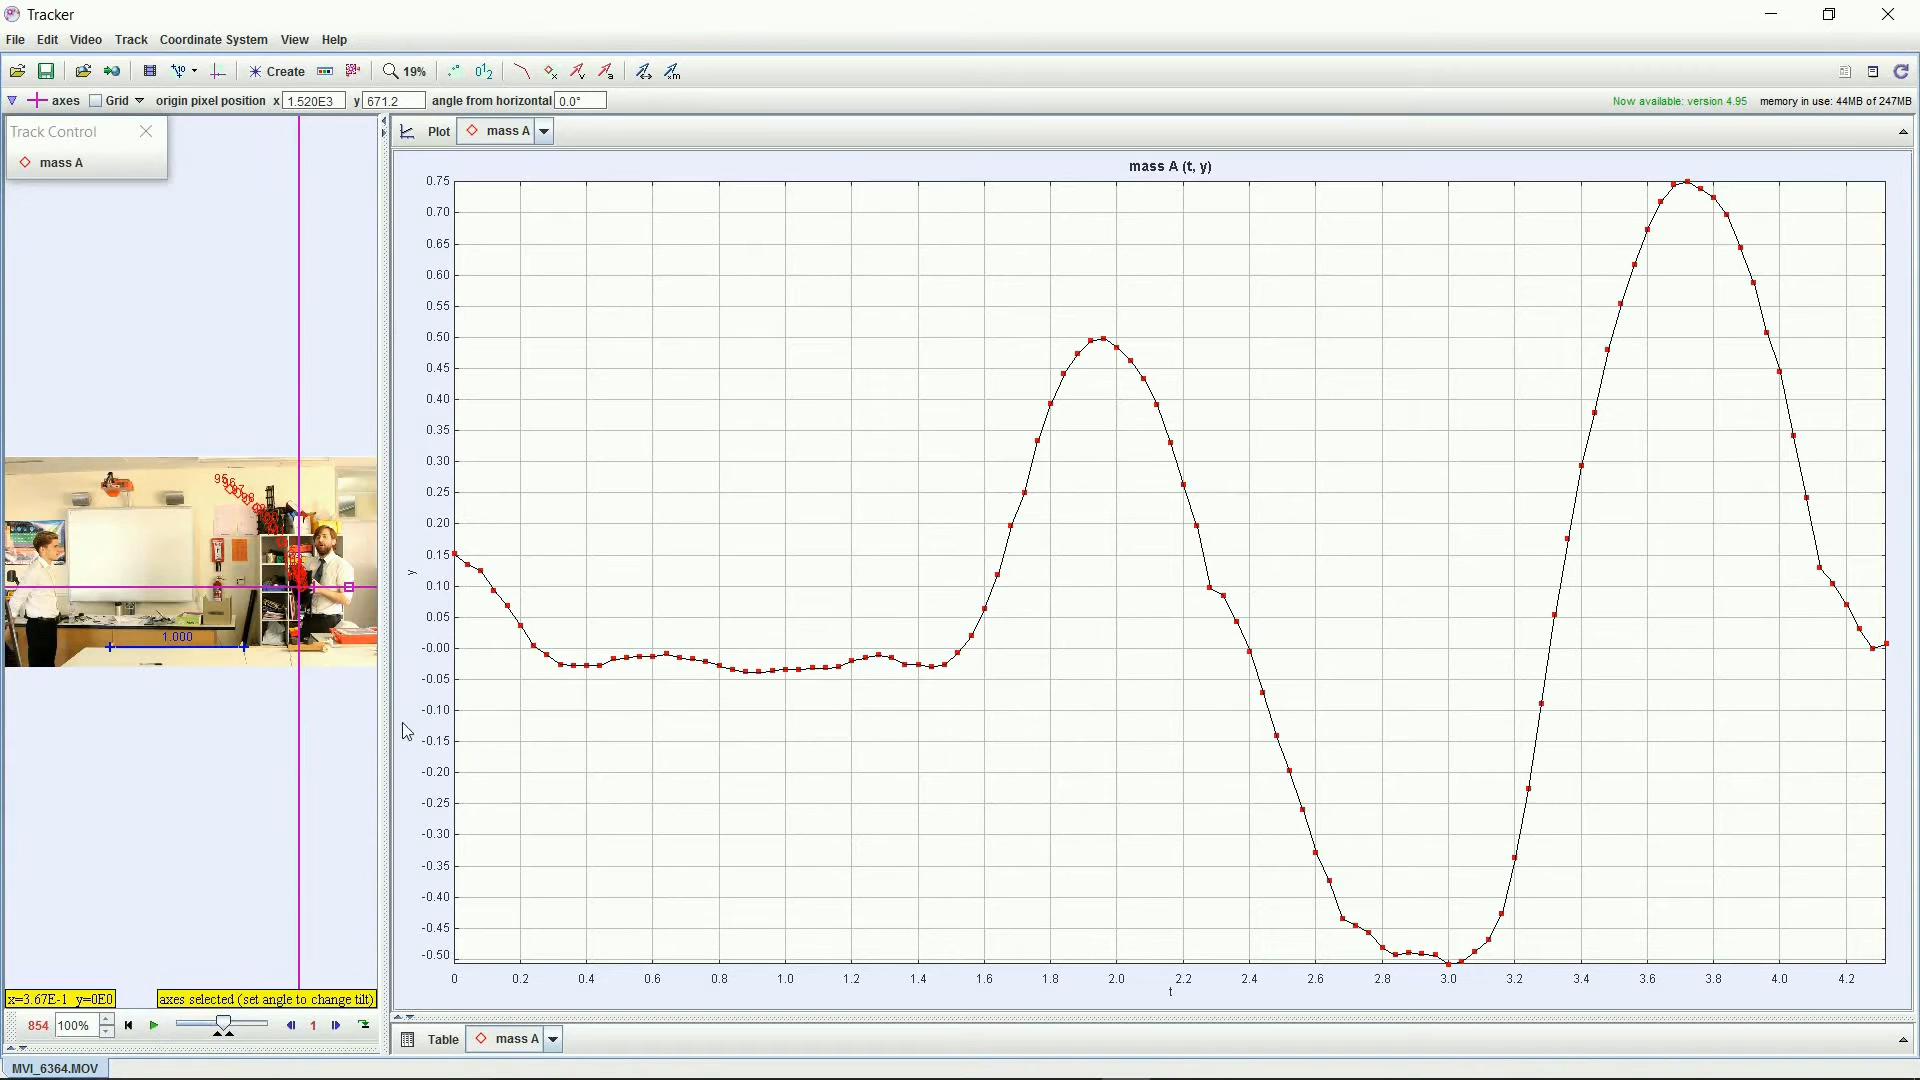 Tracker
File Edit Video Track Coordinate System View Help
Create 19%
axes Grid origin pixel position x 1.520E3 y 671.2 angle from horizontal 0.0° Now available: version 4.95 memory in use: 44MB of 247MB
Track Control
mass A
Plot mass A
mass A (t, y)
0.75
0.70
0.65
0.60
0.55
0.50
0.45
0.40
0.35
0.30
0.25
0.20
0.15
0.10
0.05
-0.00
-0.05
-0.10
-0.15
-0.20
-0.25
-0.30
-0.35
-0.40
-0.45
-0.50
y
0 0.2 0.4 0.6 0.8 1.0 1.2 1.4 1.6 1.8 2.0 2.2 2.4 2.6 2.8 3.0 3.2 3.4 3.6 3.8 4.0 4.2
t
1.000
x=3.67E-1 y=0E0 axes selected (set angle to change tilt)
854 100% 1
Table mass A
MVI_6364.MOV